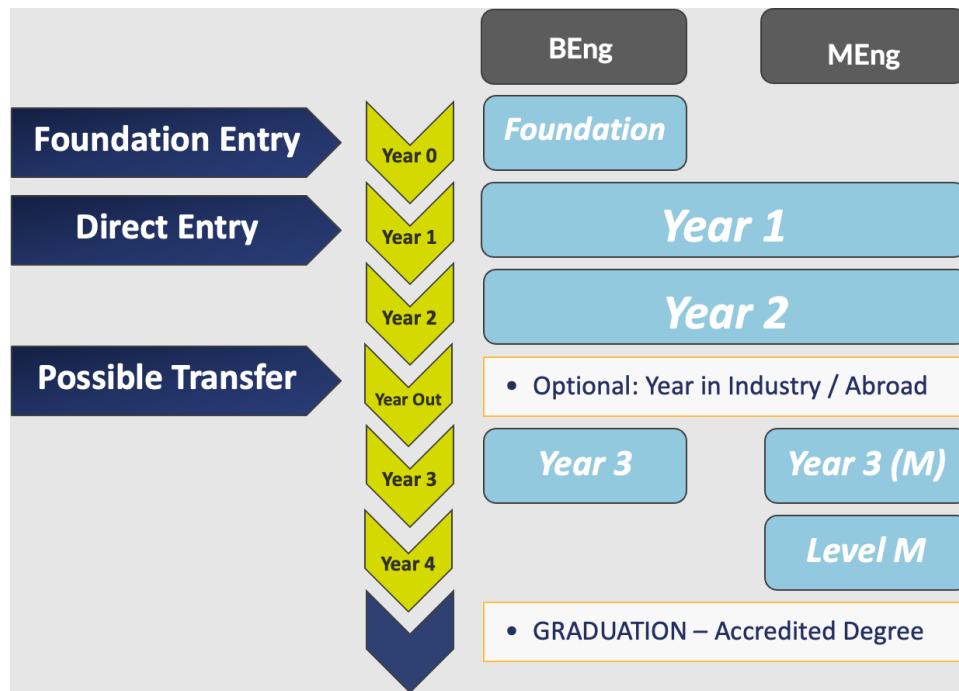 BEng
MEng
Foundation Entry
Year 0
Foundation
Direct Entry
Year 1
Year 1
Year 2
Year 2
Possible Transfer
Year Out
• Optional: Year in Industry / Abroad
Year 3
Year 3
Year 3 (M)
Year 4
Level M
• GRADUATION – Accredited Degree